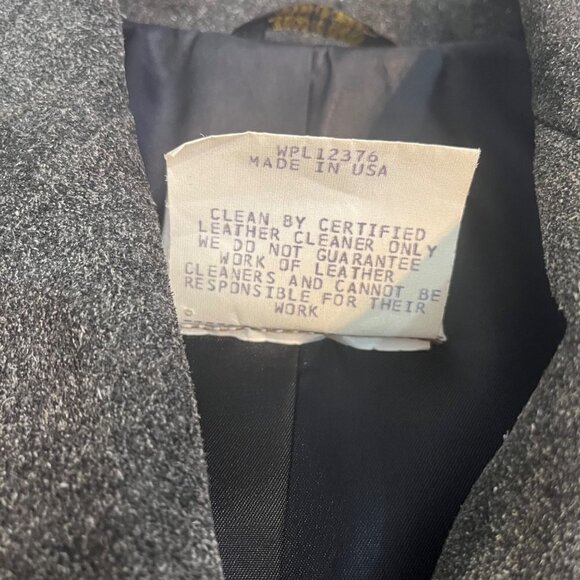 WPL12376
MADE IN USA
CLEAN BY CERTIFIED
LEATHER CLEANER ONLY
WE DO NOT GUARANTEE
WORK OF LEATHER
CLEANERS AND CANNOT BE
RESPONSIBLE FOR THEIR
WORK